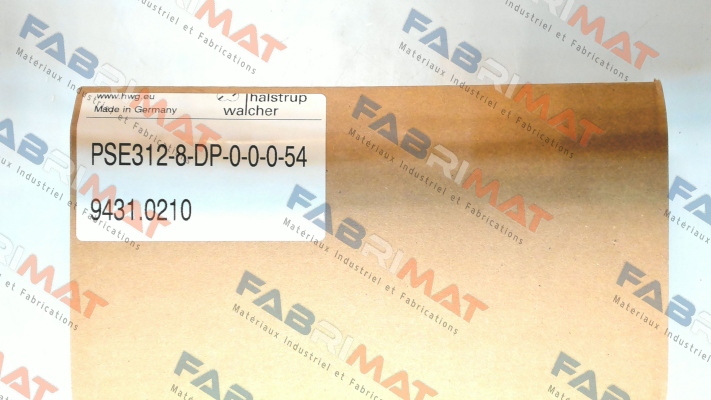 www.hwg.eu
Made in Germany
halstrup
walcher
PSE312-8-DP-0-0-0-54
9431.0210
FABRIMAT
Materiaux Industriel et Fabrications